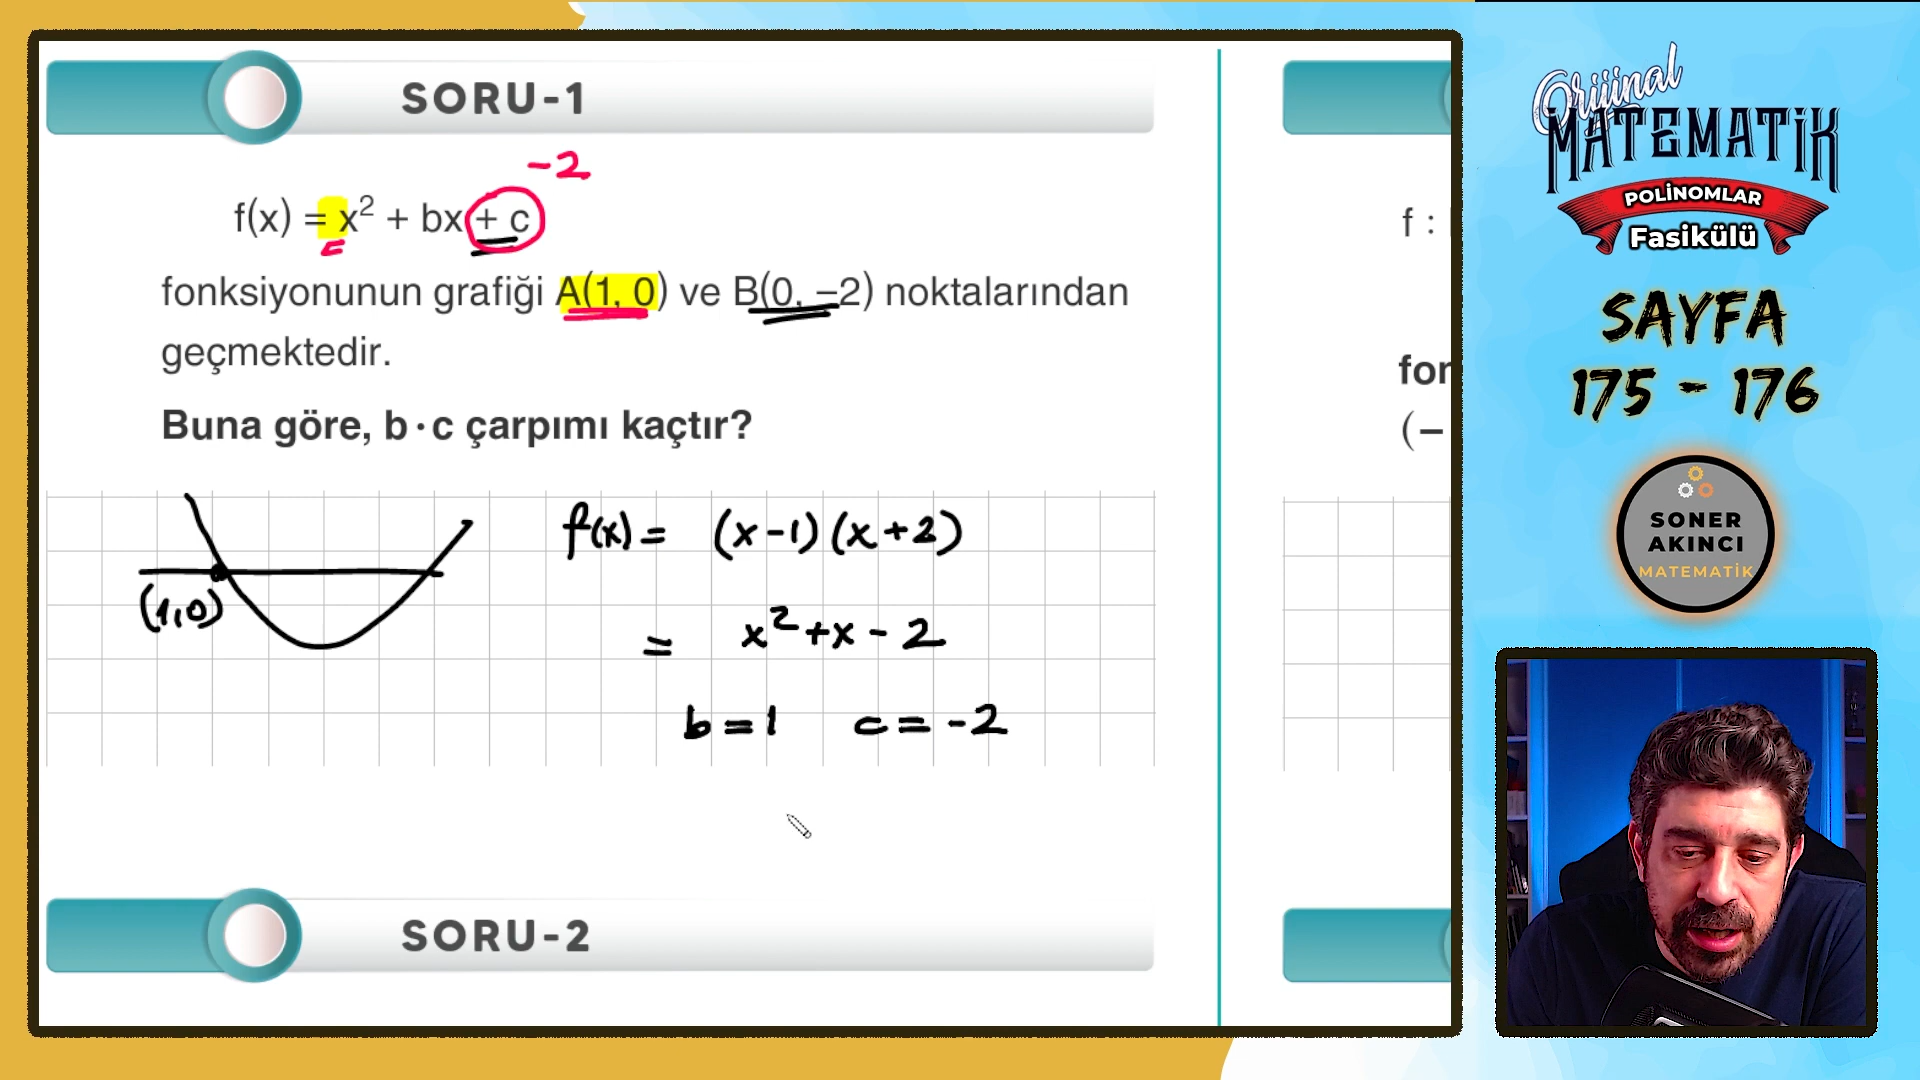 SORU-1
-2
f(x) = x² + bx + c
fonksiyonunun grafiği A(1, 0) ve B(0, –2) noktalarından
geçmektedir.
Buna göre, b·c çarpımı kaçtır?
(1,0)
f(x) = (x-1)(x+2)
= x²+x-2
b=1 c=-2
SORU-2
f :
for
(–
Orijinal
MATEMATİK
POLİNOMLAR
Fasikülü
SAYFA
175 - 176
SONER
AKINCI
MATEMATİK